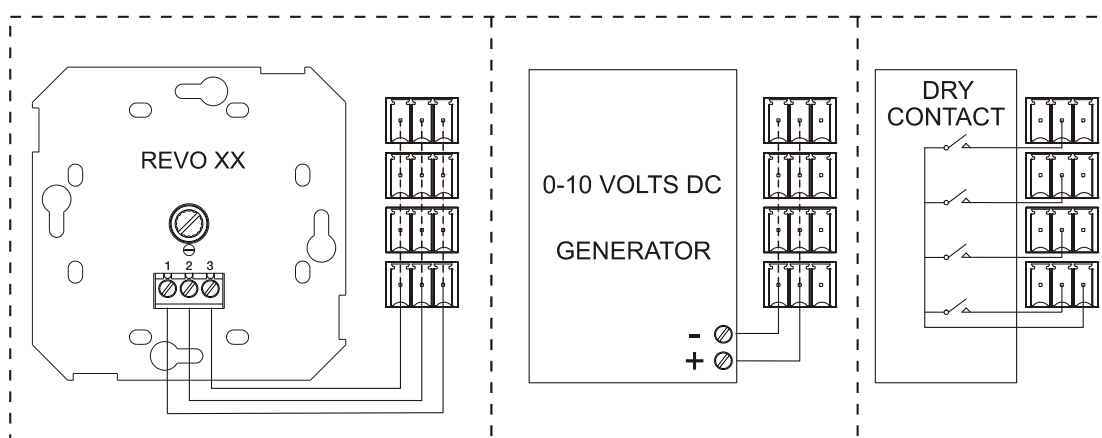 REVO XX
1 2 3
0-10 VOLTS DC
GENERATOR
-
+
DRY
CONTACT